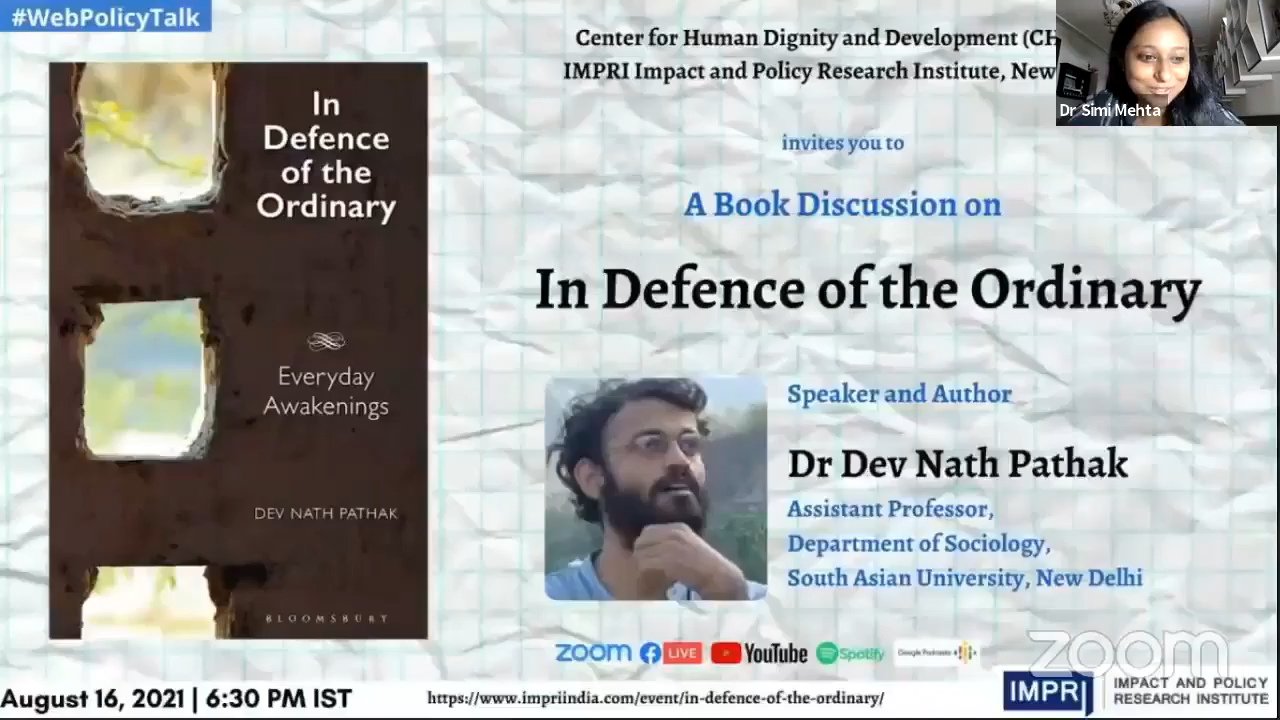 #WebPolicyTalk
Center for Human Dignity and Development (CH
IMPRI Impact and Policy Research Institute, New
Dr Simi Mehta
invites you to
A Book Discussion on
In Defence of the Ordinary
In
Defence
of the
Ordinary
Everyday
Awakenings
DEV NATH PATHAK
BLOOMSBURY
Speaker and Author
Dr Dev Nath Pathak
Assistant Professor,
Department of Sociology,
South Asian University, New Delhi
zoom LIVE YouTube Spotify Google Podcasts
zoom
August 16, 2021 | 6:30 PM IST
https://www.impriindia.com/event/in-defence-of-the-ordinary/
IMPRI
IMPACT AND POLICY
RESEARCH INSTITUTE